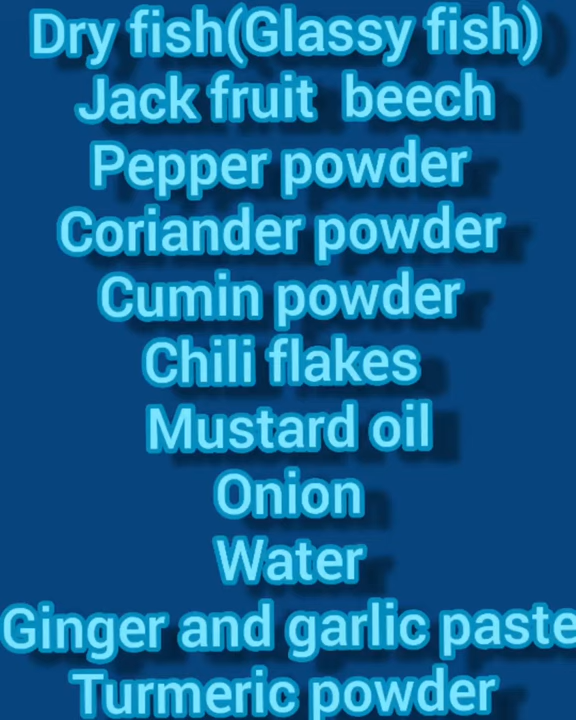 Dry fish(Glassy fish)
Jack fruit  beech
Pepper powder
Coriander powder
Cumin powder
Chili flakes
Mustard oil
Onion
Water
Ginger and garlic paste
Turmeric powder